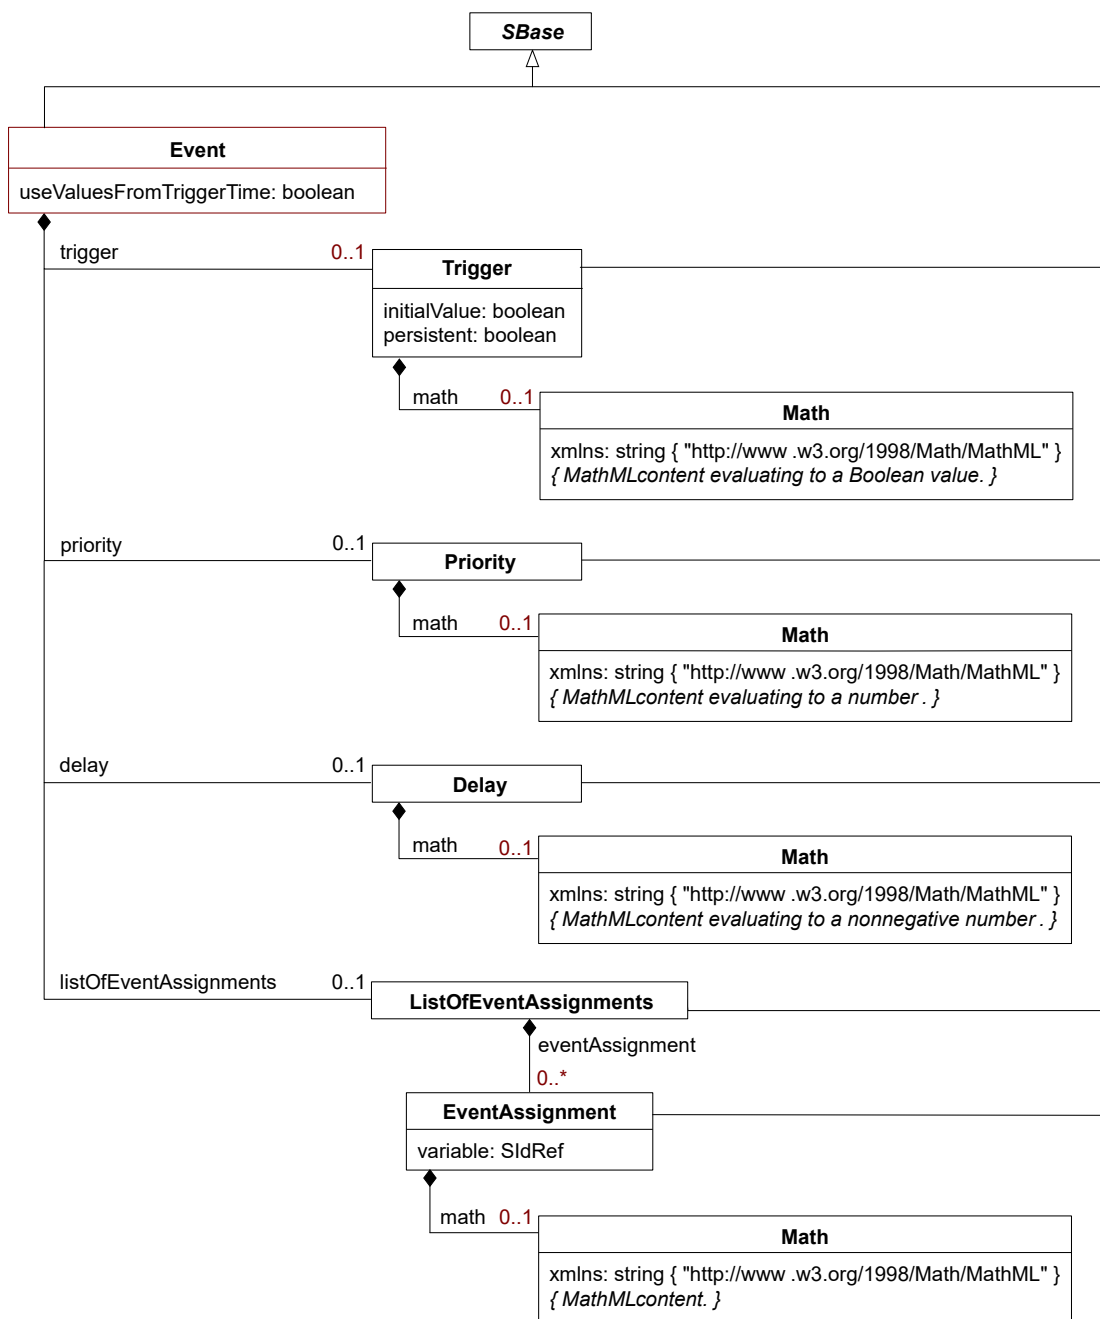 SBase
Event
useValuesFromTriggerTime: boolean
trigger
0..1
Trigger
initialValue: boolean
persistent: boolean
math
0..1
Math
xmlns: string { "http://www .w3.org/1998/Math/MathML" }
{ MathMLcontent evaluating to a Boolean value. }
priority
0..1
Priority
math
0..1
Math
xmlns: string { "http://www .w3.org/1998/Math/MathML" }
{ MathMLcontent evaluating to a number . }
delay
0..1
Delay
math
0..1
Math
xmlns: string { "http://www .w3.org/1998/Math/MathML" }
{ MathMLcontent evaluating to a nonnegative number . }
listOfEventAssignments
0..1
ListOfEventAssignments
eventAssignment
0..*
EventAssignment
variable: SIdRef
math
0..1
Math
xmlns: string { "http://www .w3.org/1998/Math/MathML" }
{ MathMLcontent. }